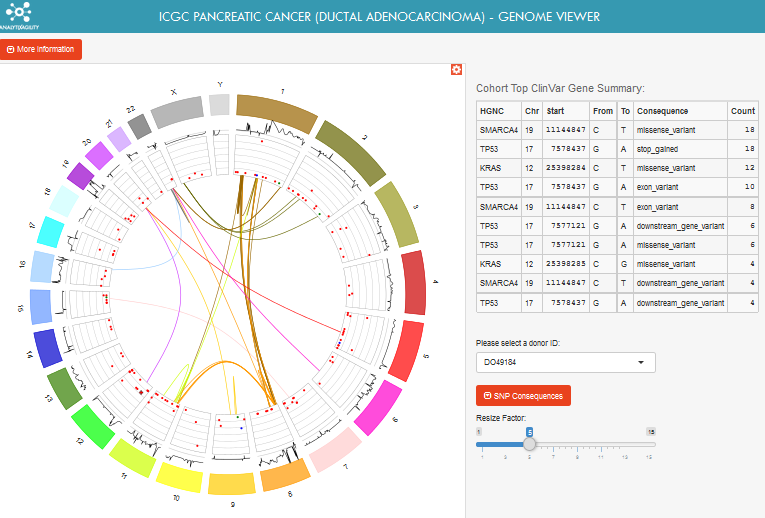 ANALYTXAGILITY
ICGC PANCREATIC CANCER (DUCTAL ADENOCARCINOMA) - GENOME VIEWER
More Information
X
Y
1
2
3
4
5
6
7
8
9
10
11
12
13
14
15
16
17
18
19
20
21
22
Cohort Top ClinVar Gene Summary:
HGNC Chr Start From To Consequence Count
SMARCA4 19 11144847 C T missense_variant 18
TP53 17 7578437 G A stop_gained 18
KRAS 12 25398284 C T missense_variant 12
TP53 17 7578437 G A exon_variant 10
SMARCA4 19 11144847 C T exon_variant 8
TP53 17 7577121 G A downstream_gene_variant 6
TP53 17 7577121 G A missense_variant 6
KRAS 12 25398285 C G missense_variant 4
SMARCA4 19 11144847 C T downstream_gene_variant 4
TP53 17 7578437 G A downstream_gene_variant 4
Please select a donor ID:
DO49184
SNP Consequences
Resize Factor:
1 5 15
1 3 5 7 9 11 13 15